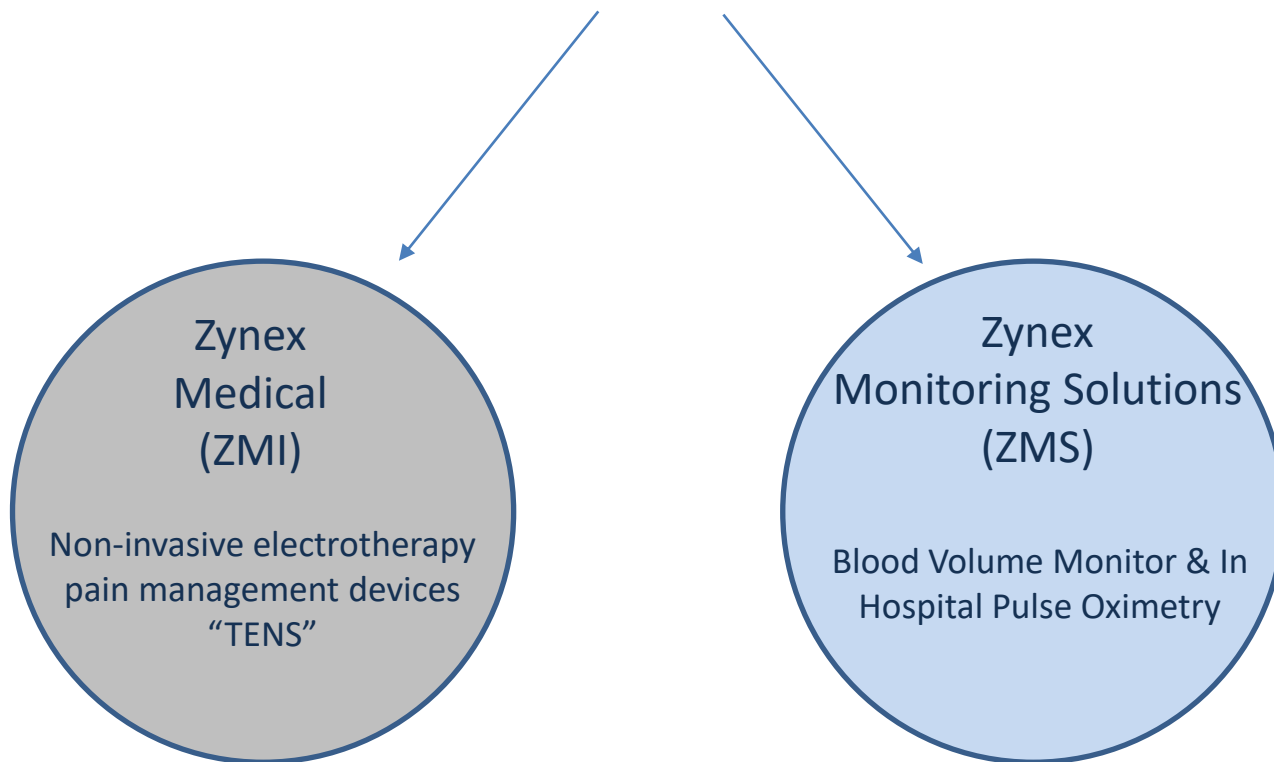 Zynex
Medical
(ZMI)
Non-invasive electrotherapy
pain management devices
“TENS”
Zynex
Monitoring Solutions
(ZMS)
Blood Volume Monitor & In
Hospital Pulse Oximetry